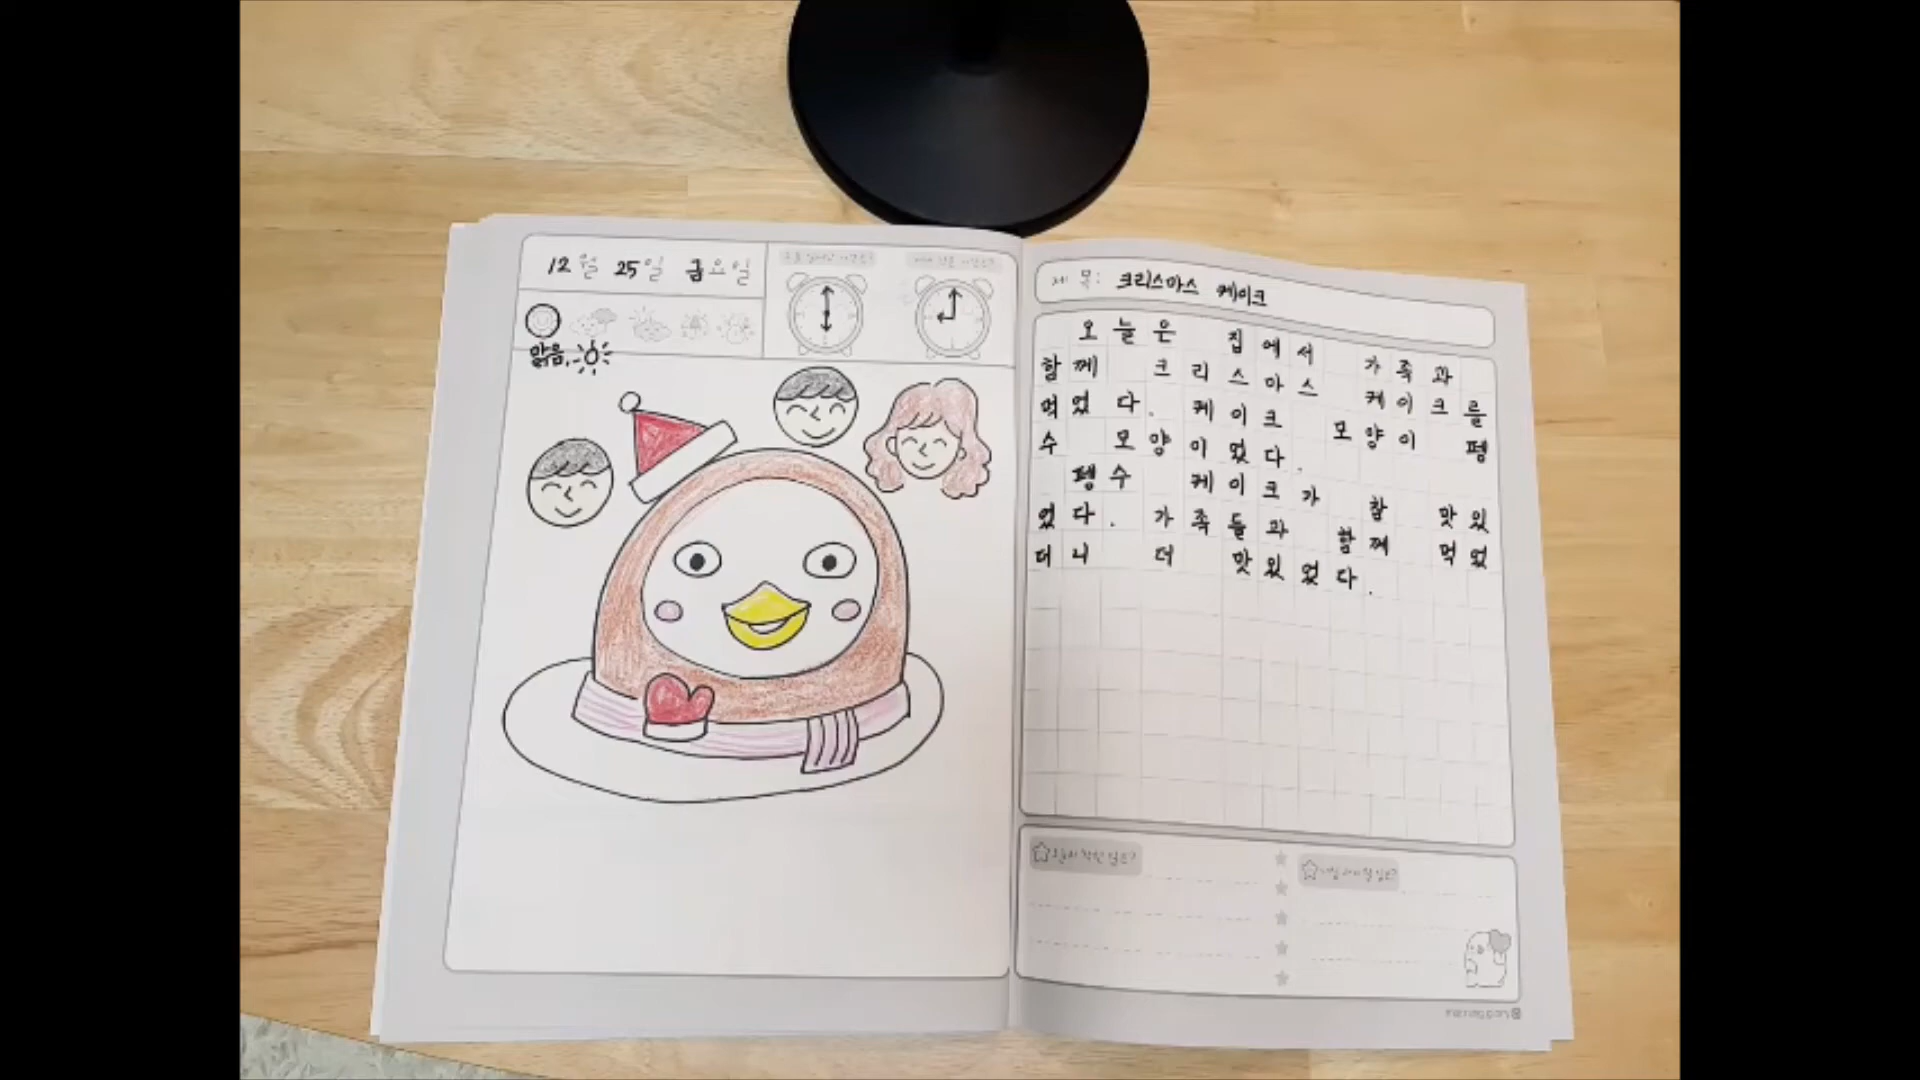 12월 25일 금요일
맑음.
제 목: 크리스마스 케이크
오늘은 집에서 가족과
함께 크리스마스 케이크를
먹었다. 케이크 모양이 펭
수 모양이었다.
펭수 케이크가 참 맛있
었다. 가족들과 함께 먹었
더니 더 맛있었다.